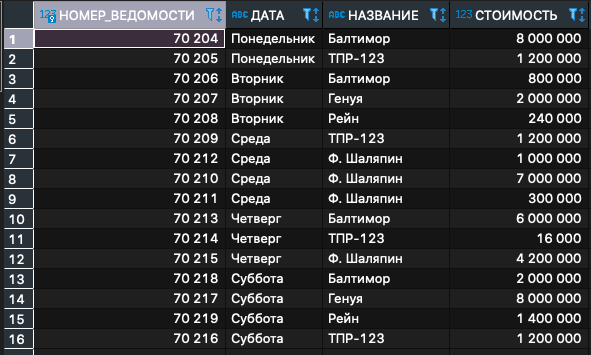 123 НОМЕР_ВЕДОМОСТИ ABC ДАТА ABC НАЗВАНИЕ 123 СТОИМОСТЬ
1 70 204 Понедельник Балтимор 8 000 000
2 70 205 Понедельник ТПР-123 1 200 000
3 70 206 Вторник Балтимор 800 000
4 70 207 Вторник Генуя 2 000 000
5 70 208 Вторник Рейн 240 000
6 70 209 Среда ТПР-123 1 200 000
7 70 212 Среда Ф. Шаляпин 1 000 000
8 70 210 Среда Ф. Шаляпин 7 000 000
9 70 211 Среда Ф. Шаляпин 300 000
10 70 213 Четверг Балтимор 6 000 000
11 70 214 Четверг ТПР-123 16 000
12 70 215 Четверг Ф. Шаляпин 4 200 000
13 70 218 Суббота Балтимор 2 000 000
14 70 217 Суббота Генуя 8 000 000
15 70 219 Суббота Рейн 1 400 000
16 70 216 Суббота ТПР-123 1 200 000